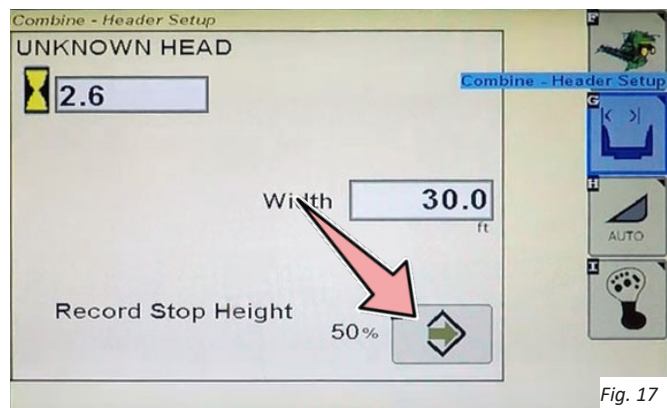 Combine - Header Setup
UNKNOWN HEAD
2.6
Width 30.0
ft
Record Stop Height
50%
F
Combine - Header Setup
G
H
AUTO
I
Fig. 17